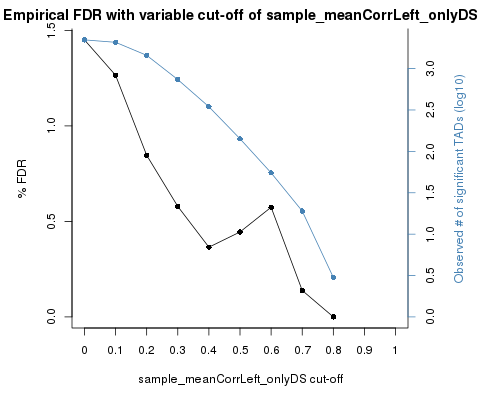 Empirical FDR with variable cut-off of sample_meanCorrLeft_onlyDS
% FDR
0.0
0.5
1.0
1.5
0 0.1 0.2 0.3 0.4 0.5 0.6 0.7 0.8 0.9 1
sample_meanCorrLeft_onlyDS cut-off
0.0
0.5
1.0
1.5
2.0
2.5
3.0
Observed # of significant TADs (log10)